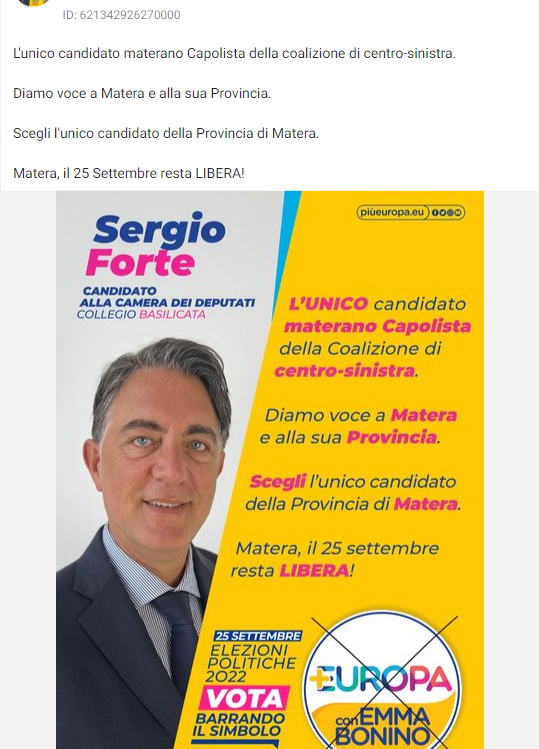 ID: 621342926270000
L'unico candidato materano Capolista della coalizione di centro-sinistra.
Diamo voce a Matera e alla sua Provincia.
Scegli l'unico candidato della Provincia di Matera.
Matera, il 25 Settembre resta LIBERA!
piùeuropa.eu
Sergio
Forte
CANDIDATO
ALLA CAMERA DEI DEPUTATI
COLLEGIO BASILICATA
L'UNICO candidato
materano Capolista
della Coalizione di
centro-sinistra.
Diamo voce a Matera
e alla sua Provincia.
Scegli l'unico candidato
della Provincia di Matera.
Matera, il 25 settembre
resta LIBERA!
25 SETTEMBRE
ELEZIONI
POLITICHE
2022
VOTA
BARRANDO
IL SIMBOLO
+EUROPA
con EMMA
BONINO